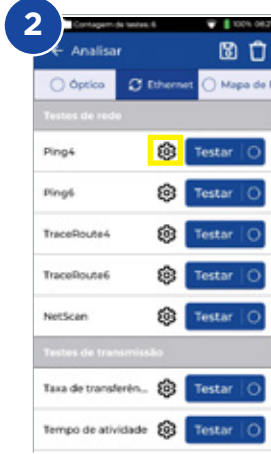 2
Contagem de testes: 6 100% 08:2
← Analisar
Óptico Ethernet Mapa de
Testes de rede
Ping4 Testar
Ping6 Testar
TraceRoute4 Testar
TraceRoute6 Testar
NetScan Testar
Testes de transmissão
Taxa de transferên... Testar
Tempo de atividade Testar